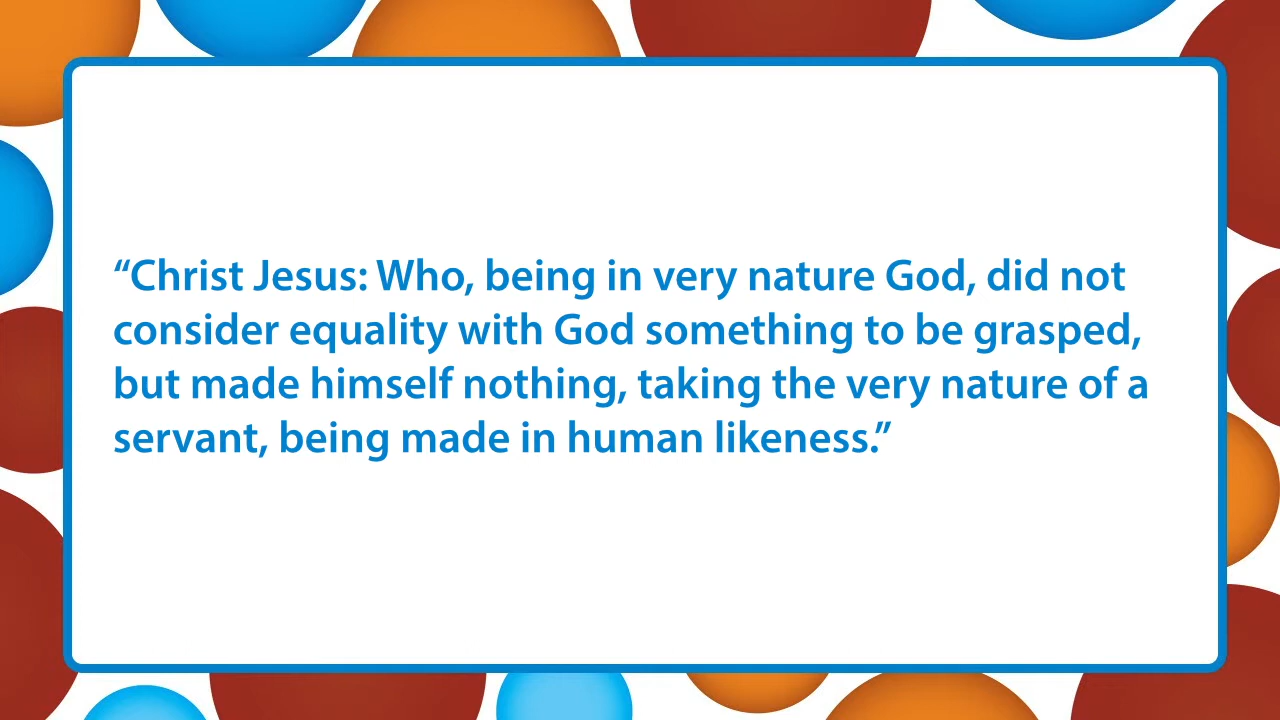 “Christ Jesus: Who, being in very nature God, did not
consider equality with God something to be grasped,
but made himself nothing, taking the very nature of a
servant, being made in human likeness.”